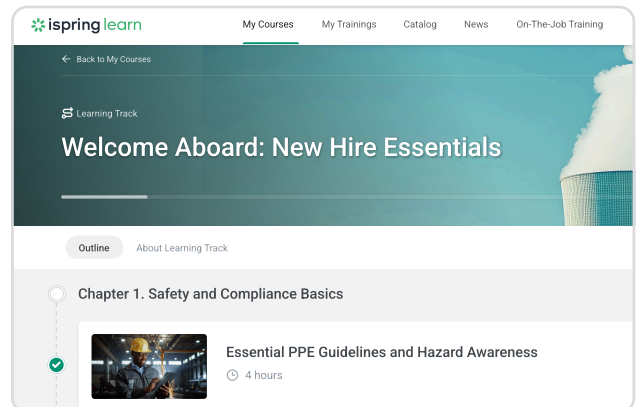 ispring learn
My Courses
My Trainings
Catalog
News
On-The-Job Training
Back to My Courses
Learning Track
Welcome Aboard: New Hire Essentials
Outline
About Learning Track
Chapter 1. Safety and Compliance Basics
Essential PPE Guidelines and Hazard Awareness
4 hours